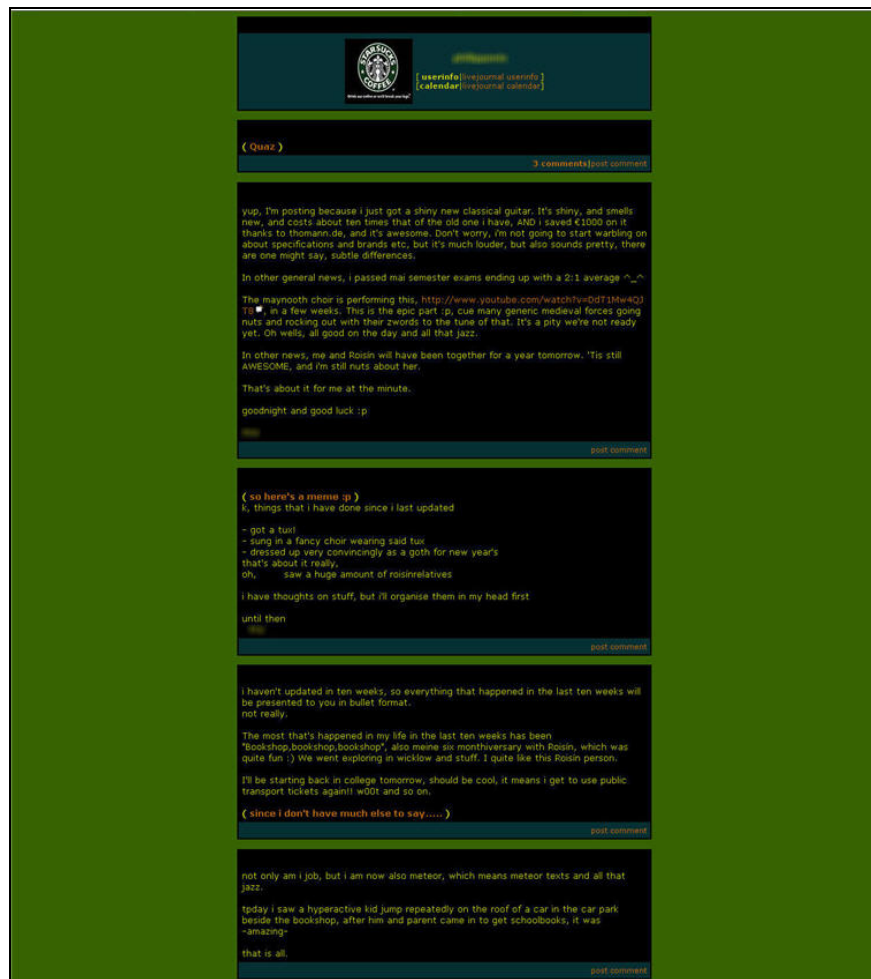 STARSUCKS
COFFEE
[ userinfo|livejournal userinfo ]
[calendar|livejournal calendar]
( Quaz )
3 comments|post comment
yup, I'm posting because i just got a shiny new classical guitar. It's shiny, and smells
new, and costs about ten times that of the old one i have, AND i saved €1000 on it
thanks to thomann.de, and it's awesome. Don't worry, i'm not going to start warbling on
about specifications and brands etc, but it's much louder, but also sounds pretty, there
are one might say, subtle differences.
In other general news, i passed mai semester exams ending up with a 2:1 average ^_^
The maynooth choir is performing this, http://www.youtube.com/watch?v=DdT1Mw4QJ
T8, in a few weeks. This is the epic part :p, cue many generic medieval forces going
nuts and rocking out with their zwords to the tune of that. It's a pity we're not ready
yet. Oh wells, all good on the day and all that jazz.
In other news, me and Roisín will have been together for a year tomorrow. 'Tis still
AWESOME, and i'm still nuts about her.
That's about it for me at the minute.
goodnight and good luck :p
post comment
( so here's a meme :p )
k, things that i have done since i last updated
- got a tux!
- sung in a fancy choir wearing said tux
- dressed up very convincingly as a goth for new year's
that's about it really,
oh, saw a huge amount of roisinrelatives
i have thoughts on stuff, but i'll organise them in my head first
until then
post comment
i haven't updated in ten weeks, so everything that happened in the last ten weeks will
be presented to you in bullet format.
not really.
The most that's happened in my life in the last ten weeks has been
"Bookshop,bookshop,bookshop", also meine six monthiversary with Roisín, which was
quite fun :) We went exploring in wicklow and stuff. I quite like this Roisín person.
I'll be starting back in college tomorrow, should be cool, it means i get to use public
transport tickets again!! w00t and so on.
( since i don't have much else to say..... )
post comment
not only am i job, but i am now also meteor, which means meteor texts and all that
jazz.
tpday i saw a hyperactive kid jump repeatedly on the roof of a car in the car park
beside the bookshop, after him and parent came in to get schoolbooks, it was
-amazing-
that is all.
post comment